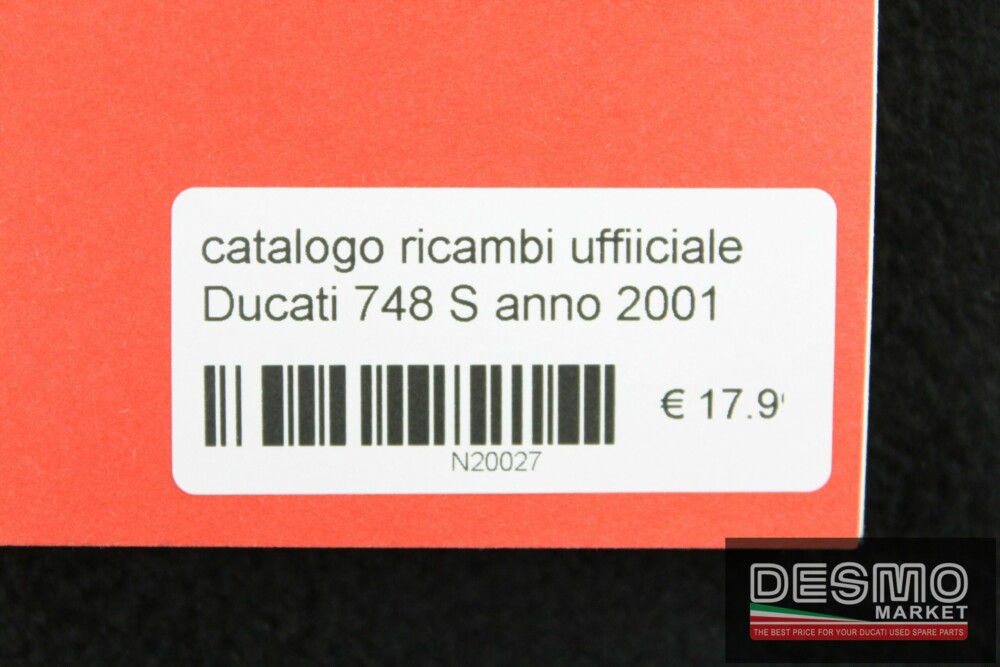 catalogo ricambi uffiiciale
Ducati 748 S anno 2001
€ 17.9
N20027
DESMO
MARKET
THE BEST PRICE FOR YOUR DUCATI USED SPARE PARTS